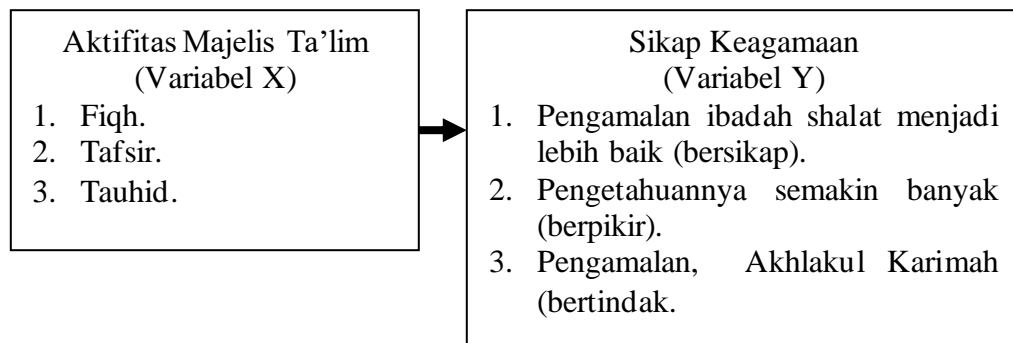 Aktifitas Majelis Ta’lim
(Variabel X)
1. Fiqh.
2. Tafsir.
3. Tauhid.
Sikap Keagamaan
(Variabel Y)
1. Pengamalan ibadah shalat menjadi
lebih baik (bersikap).
2. Pengetahuannya semakin banyak
(berpikir).
3. Pengamalan, Akhlakul Karimah
(bertindak.